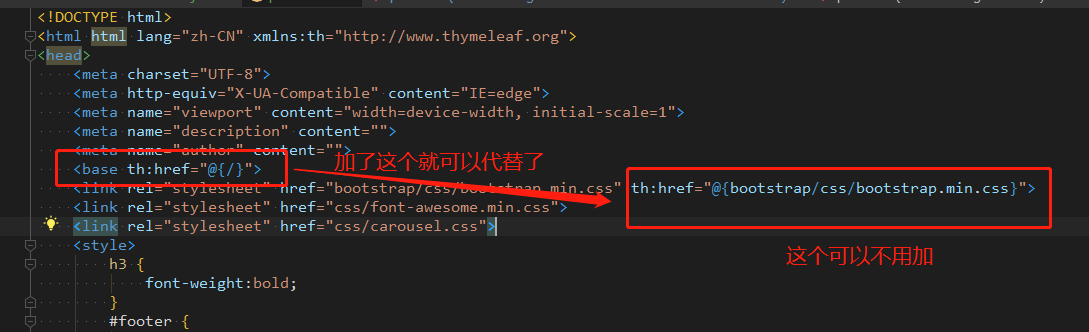 <!DOCTYPE html>
<html html lang="zh-CN" xmlns:th="http://www.thymeleaf.org">
<head>
<meta charset="UTF-8">
<meta http-equiv="X-UA-Compatible" content="IE=edge">
<meta name="viewport" content="width=device-width, initial-scale=1">
<meta name="description" content="">
<meta name="author" content="">
加了这个就可以代替了
<base th:href="@{/}">
<link rel="stylesheet" href="bootstrap/css/bootstrap.min.css" th:href="@{bootstrap/css/bootstrap.min.css}">
<link rel="stylesheet" href="css/font-awesome.min.css">
<link rel="stylesheet" href="css/carousel.css">
<style>
这个可以不用加
h3 {
font-weight:bold;
}
#footer {